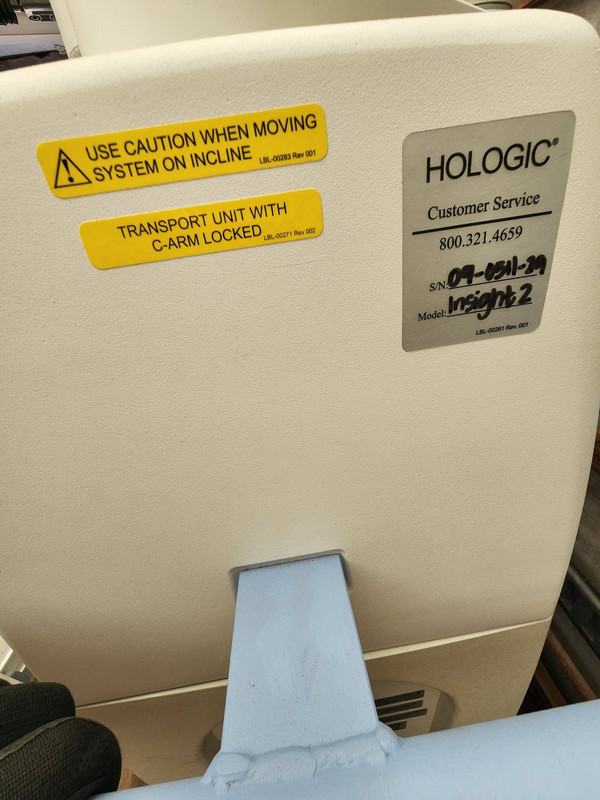 USE CAUTION WHEN MOVING
SYSTEM ON INCLINE LBL-00283 Rev 001
TRANSPORT UNIT WITH
C-ARM LOCKED LBL-00271 Rev 002
HOLOGIC®
Customer Service
800.321.4659
S/N: 09-0511-29
Model: Insight 2
LBL-00261 Rev. 001